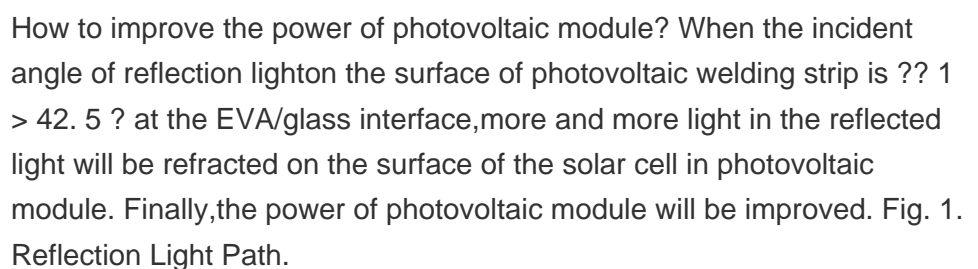 How to improve the power of photovoltaic module? When the incident
angle of reflection lighton the surface of photovoltaic welding strip is ?? 1
> 42. 5 ? at the EVA/glass interface,more and more light in the reflected
light will be refracted on the surface of the solar cell in photovoltaic
module. Finally,the power of photovoltaic module will be improved. Fig. 1.
Reflection Light Path.